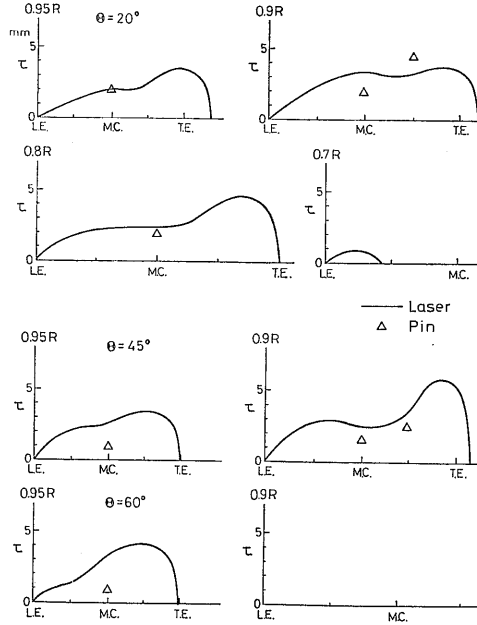 0.95R
Θ=20°
0.9R
mm
5
5
τ
τ
0
0
L.E.
M.C.
T.E.
L.E.
M.C.
T.E.
0.8R
0.7R
5
5
τ
τ
0
0
L.E.
M.C.
T.E.
L.E.
M.C.
Laser
Pin
0.95R
Θ=45°
0.9R
5
5
τ
τ
0
0
L.E.
M.C.
T.E.
L.E.
M.C.
T.E.
0.95R
Θ=60°
0.9R
5
5
τ
τ
0
0
L.E.
M.C.
T.E.
L.E.
M.C.